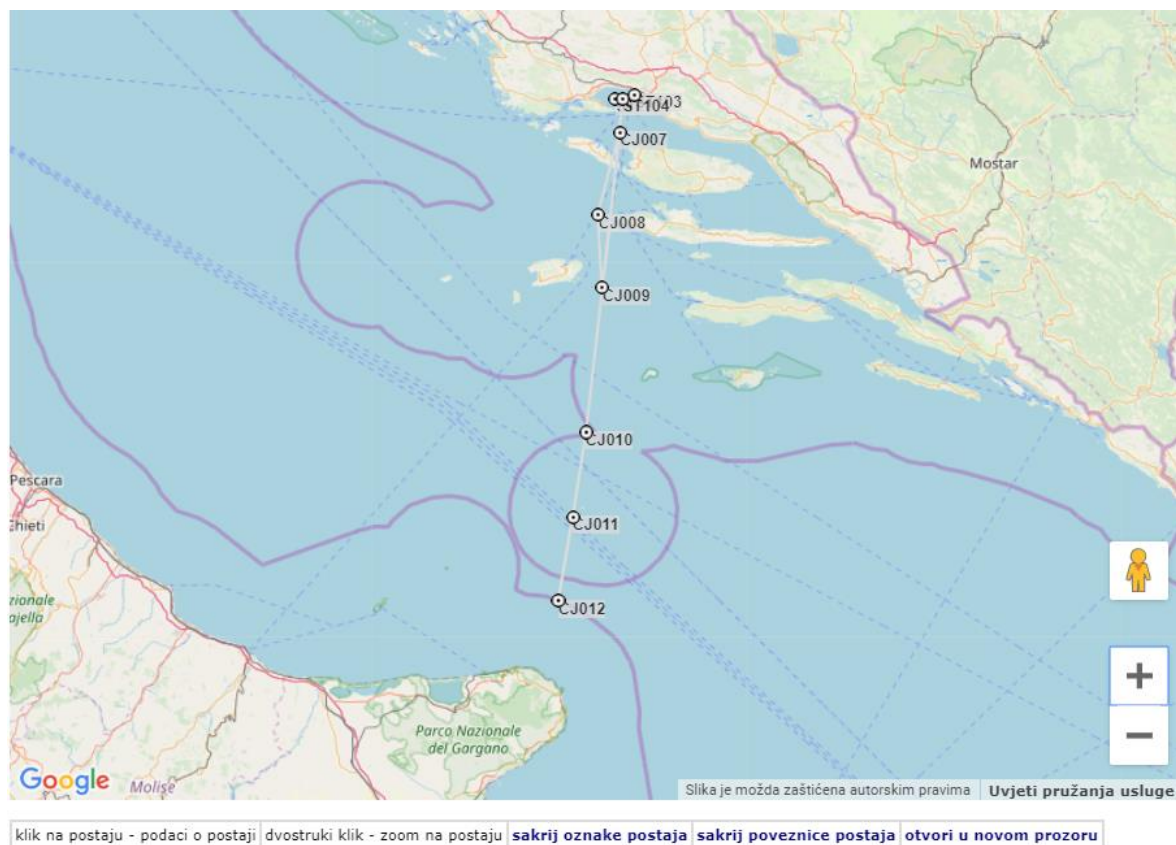 ST103
ST104
CJ007
Mostar
CJ008
CJ009
CJ010
Pescara
CJ011
Chieti
CJ012
zionale
ajella
Parco Nazionale
del Gargano
Google
Molise
Slika je možda zaštićena autorskim pravima
Uvjeti pružanja usluge
klik na postaju - podaci o postaji dvostruki klik - zoom na postaju sakrij oznake postaja sakrij poveznice postaja otvori u novom prozoru